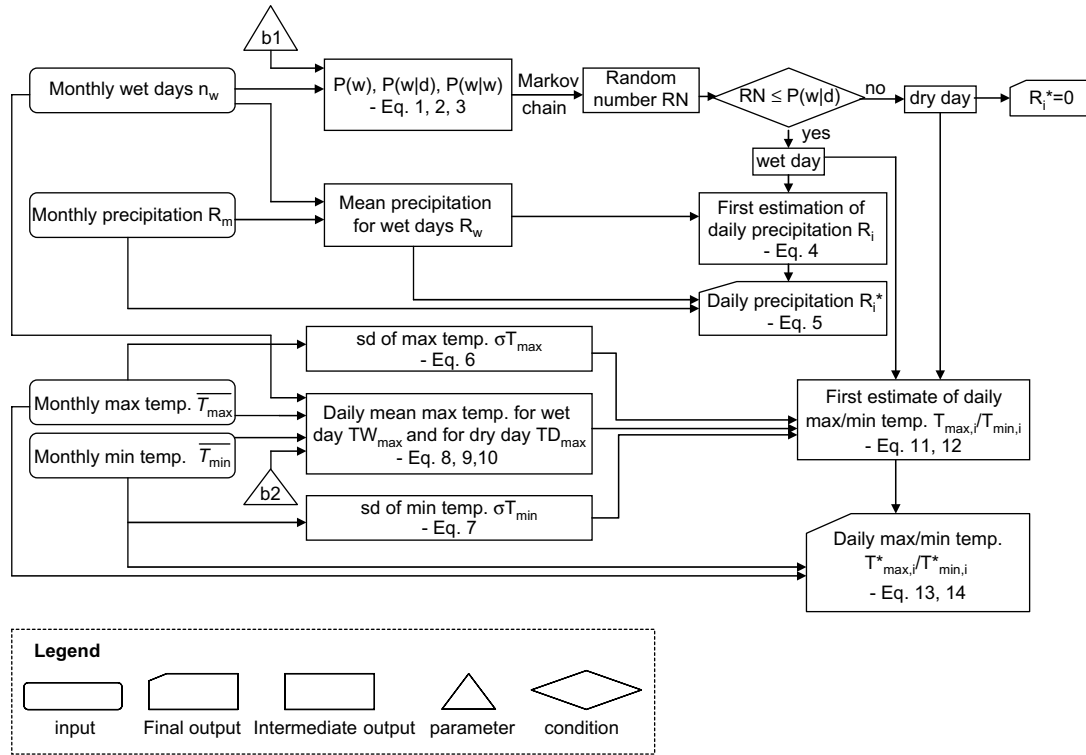 b1
Monthly wet days n_w
P(w), P(w|d), P(w|w)
- Eq. 1, 2, 3
Markov
chain
Random
number RN
RN ≤ P(w|d)
no
dry day
R_i*=0
yes
wet day
Monthly precipitation R_m
Mean precipitation
for wet days R_w
First estimation of
daily precipitation R_i
- Eq. 4
Daily precipitation R_i*
- Eq. 5
sd of max temp. σT_max
- Eq. 6
Monthly max temp. T̅_max
Monthly min temp. T̅_min
Daily mean max temp. for wet
day TW_max and for dry day TD_max
- Eq. 8, 9,10
b2
First estimate of daily
max/min temp. T_max,i/T_min,i
- Eq. 11, 12
sd of min temp. σT_min
- Eq. 7
Daily max/min temp.
T*_max,i/T*_min,i
- Eq. 13, 14
Legend
input
Final output
Intermediate output
parameter
condition